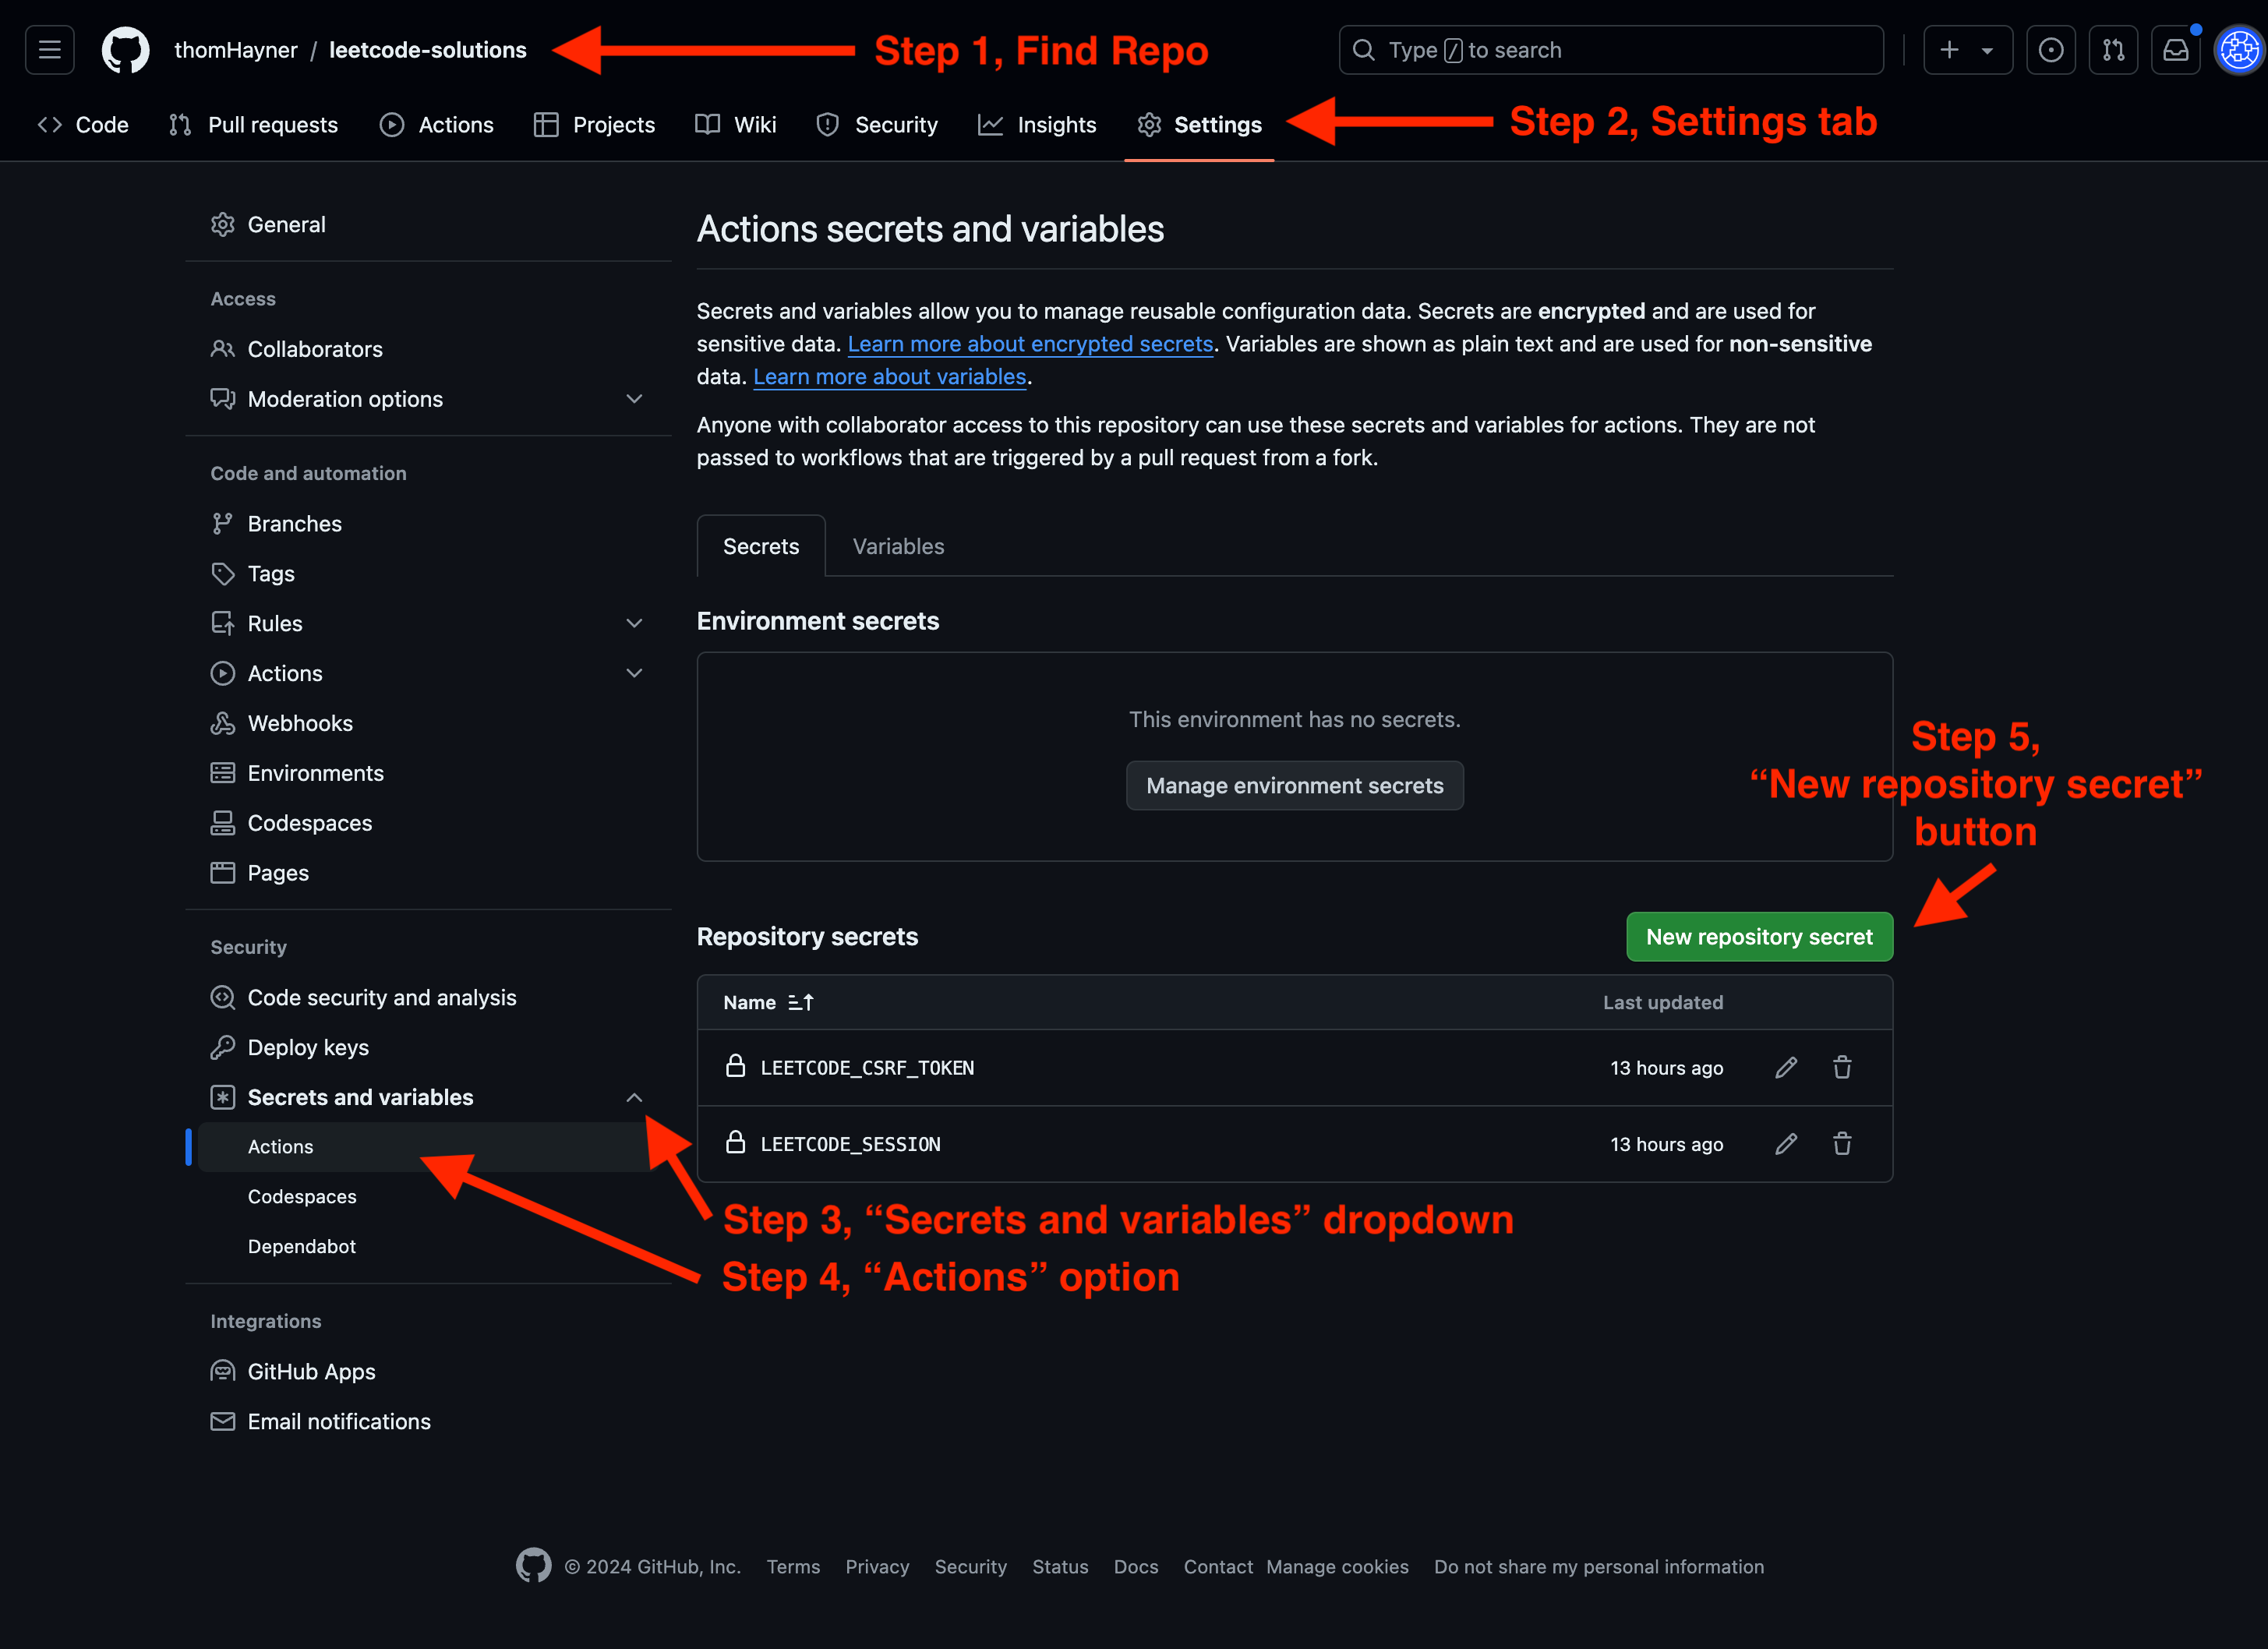 thomHayner / leetcode-solutions
Step 1, Find Repo
Type / to search
Code
Pull requests
Actions
Projects
Wiki
Security
Insights
Settings
Step 2, Settings tab
General
Access
Collaborators
Moderation options
Code and automation
Branches
Tags
Rules
Actions
Webhooks
Environments
Codespaces
Pages
Security
Code security and analysis
Deploy keys
Secrets and variables
Actions
Codespaces
Dependabot
Integrations
GitHub Apps
Email notifications
Actions secrets and variables
Secrets and variables allow you to manage reusable configuration data. Secrets are encrypted and are used for
sensitive data. Learn more about encrypted secrets. Variables are shown as plain text and are used for non-sensitive
data. Learn more about variables.
Anyone with collaborator access to this repository can use these secrets and variables for actions. They are not
passed to workflows that are triggered by a pull request from a fork.
Secrets
Variables
Environment secrets
This environment has no secrets.
Manage environment secrets
Step 5,
“New repository secret”
button
Repository secrets
New repository secret
Name
Last updated
LEETCODE_CSRF_TOKEN
13 hours ago
LEETCODE_SESSION
13 hours ago
Step 3, “Secrets and variables” dropdown
Step 4, “Actions” option
© 2024 GitHub, Inc.
Terms
Privacy
Security
Status
Docs
Contact
Manage cookies
Do not share my personal information